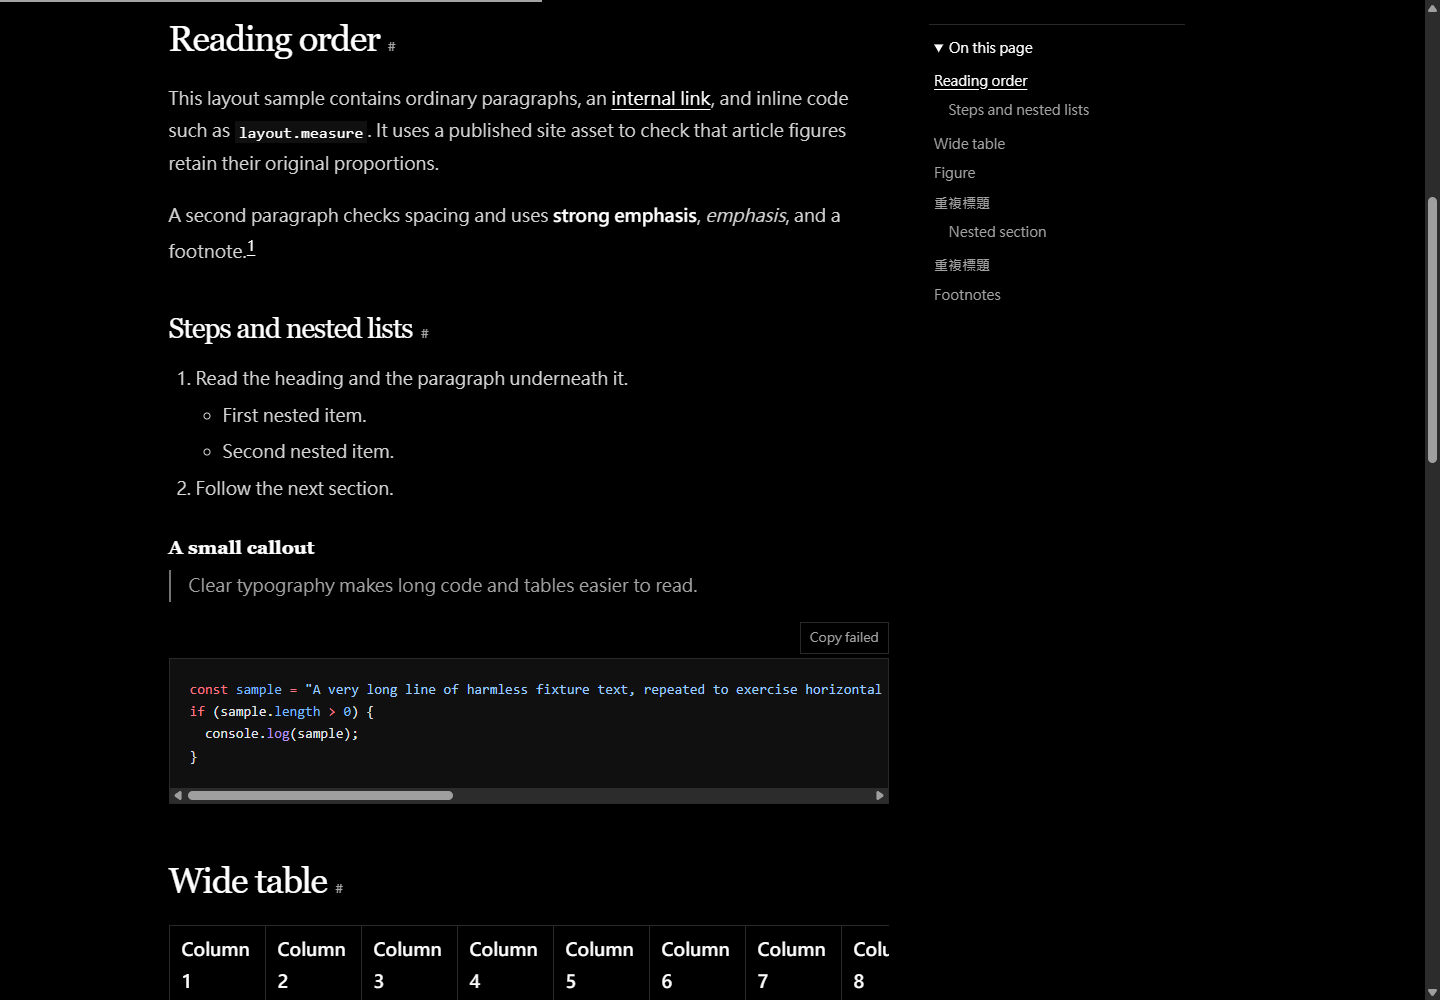 Reading order #
This layout sample contains ordinary paragraphs, an internal link, and inline code
such as layout.measure. It uses a published site asset to check that article figures
retain their original proportions.
A second paragraph checks spacing and uses strong emphasis, emphasis, and a
footnote.1
Steps and nested lists #
1. Read the heading and the paragraph underneath it.
First nested item.
Second nested item.
2. Follow the next section.
A small callout
Clear typography makes long code and tables easier to read.
Copy failed
const sample = "A very long line of harmless fixture text, repeated to exercise horizontal
if (sample.length > 0) {
  console.log(sample);
}
Wide table #
Column 1 Column 2 Column 3 Column 4 Column 5 Column 6 Column 7 Colu 8
▼ On this page
Reading order
Steps and nested lists
Wide table
Figure
重複標題
Nested section
重複標題
Footnotes